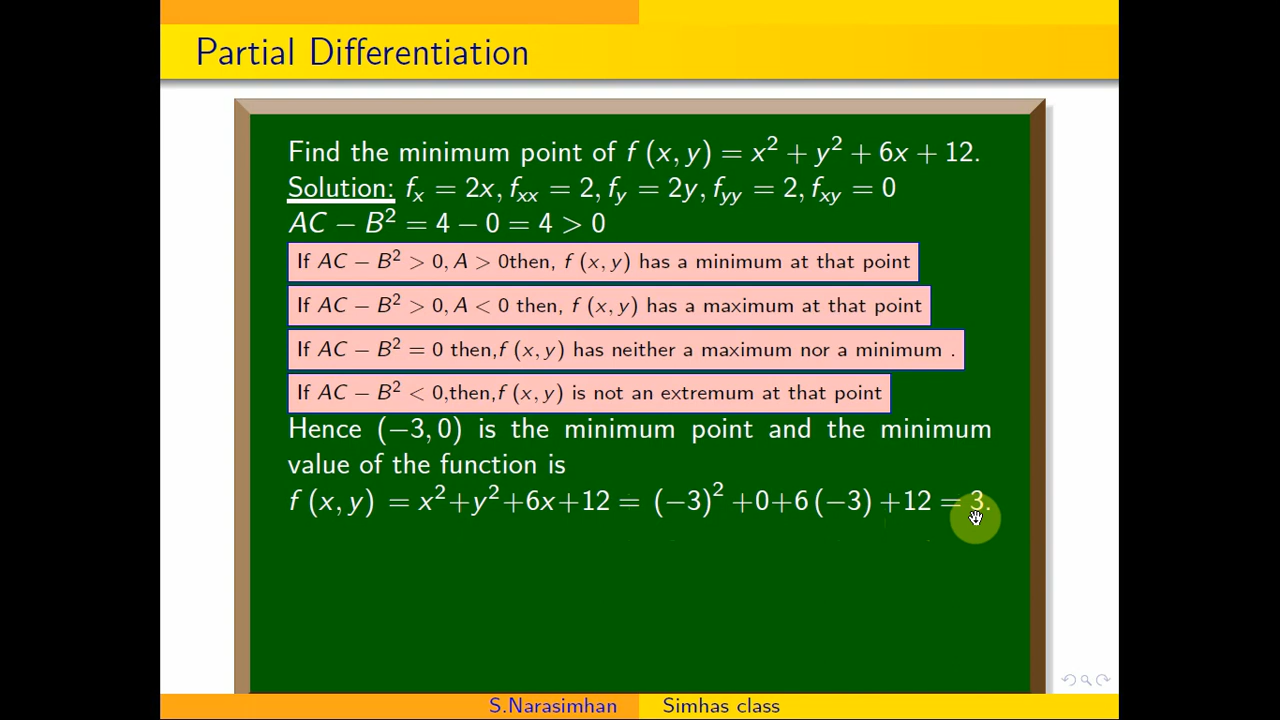 Partial Differentiation
Find the minimum point of f (x, y) = x² + y² + 6x + 12.
Solution: fₓ = 2x, fₓₓ = 2, f_y = 2y, f_yy = 2, f_xy = 0
AC − B² = 4 − 0 = 4 > 0
If AC − B² > 0, A > 0then, f (x, y) has a minimum at that point
If AC − B² > 0, A < 0 then, f (x, y) has a maximum at that point
If AC − B² = 0 then,f (x, y) has neither a maximum nor a minimum .
If AC − B² < 0,then,f (x, y) is not an extremum at that point
Hence (−3, 0) is the minimum point and the minimum
value of the function is
f (x, y) = x²+y²+6x+12 = (−3)² +0+6 (−3) +12 = 3.
S.Narasimhan Simhas class